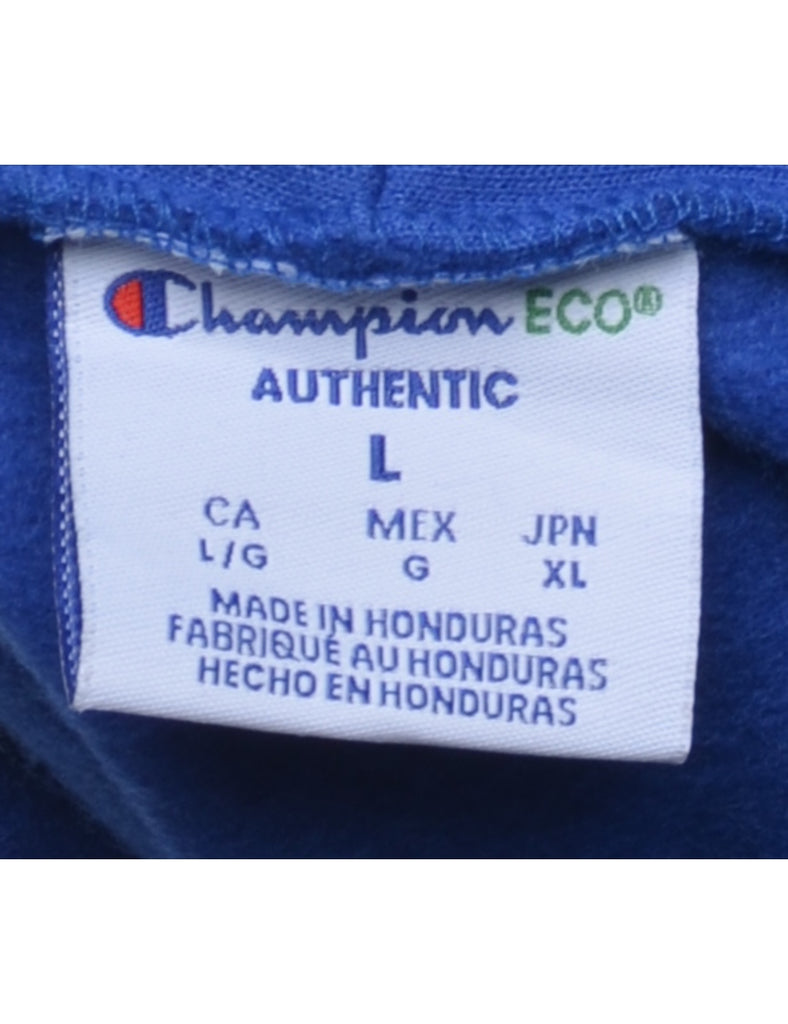 Champion ECO®
AUTHENTIC
L
CA MEX JPN
L/G G XL
MADE IN HONDURAS
FABRIQUÉ AU HONDURAS
HECHO EN HONDURAS